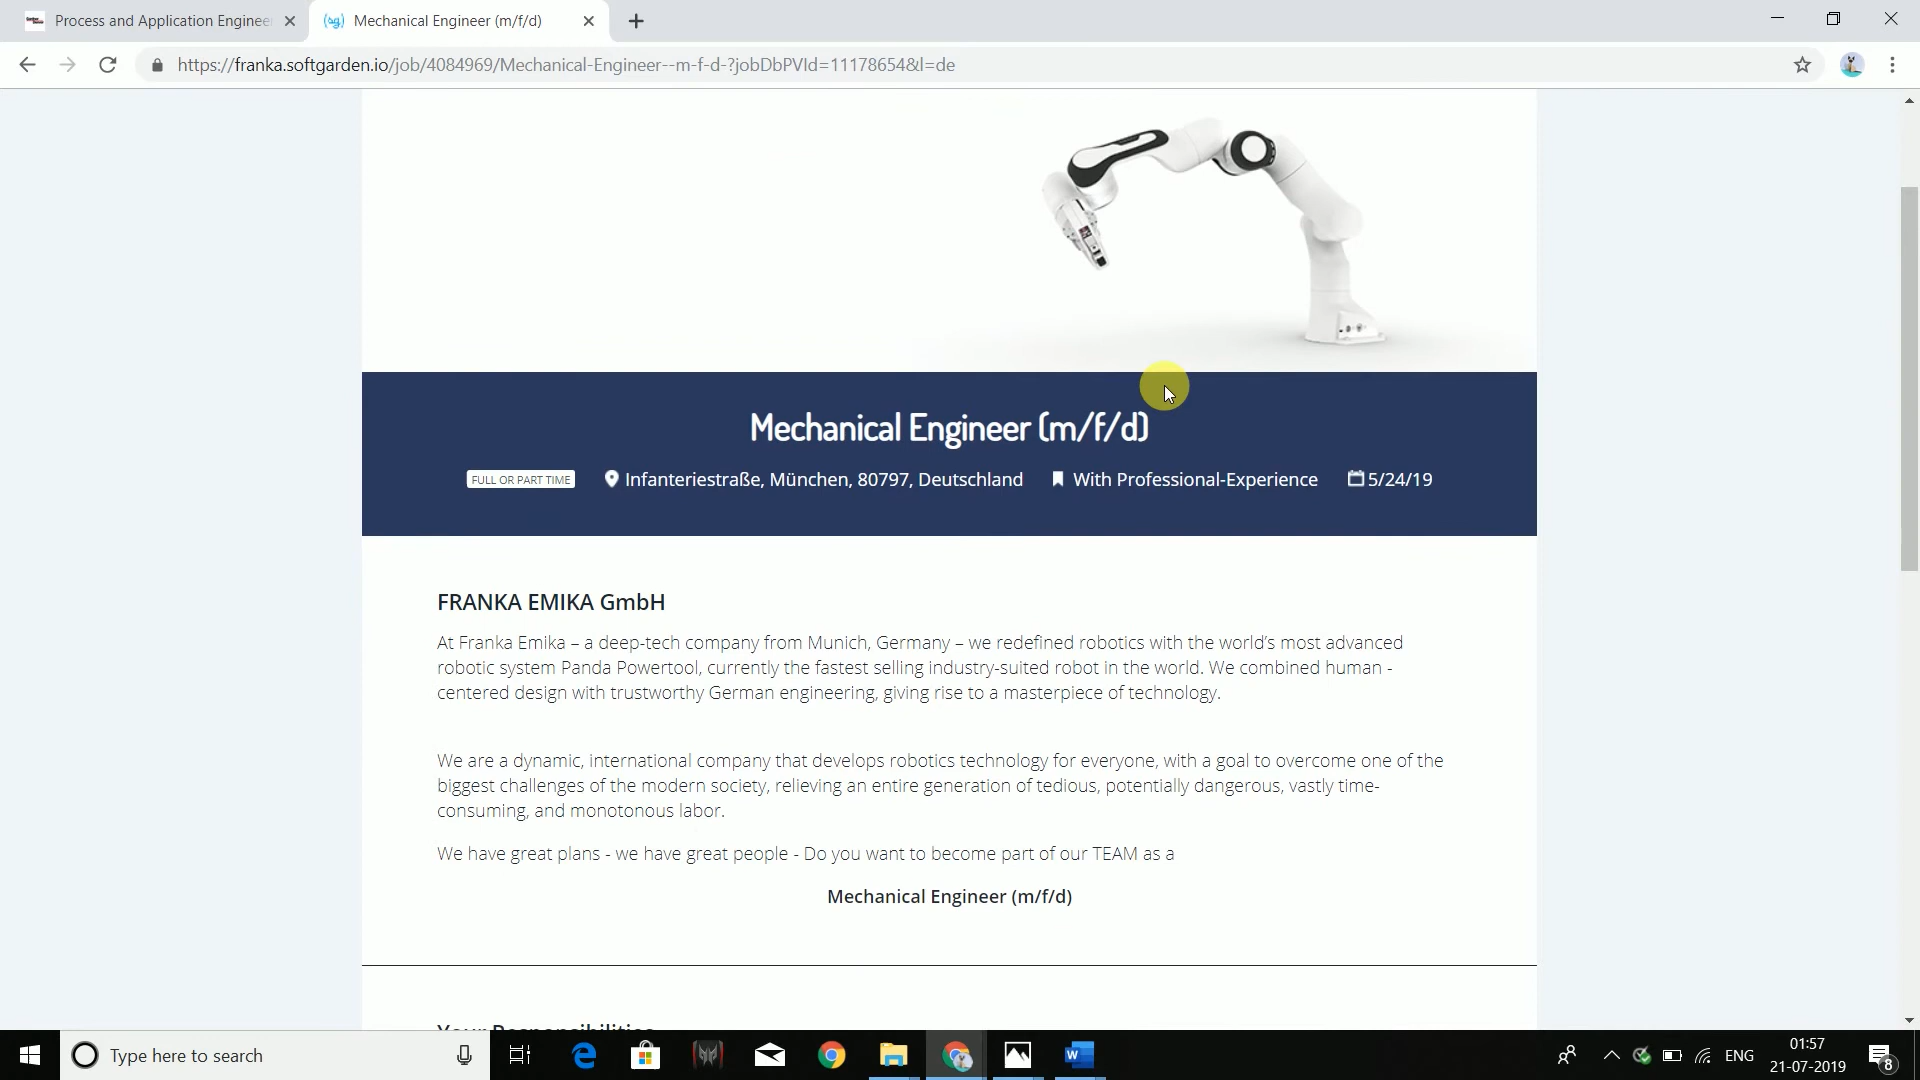 Process and Application Enginee
Mechanical Engineer (m/f/d)
https://franka.softgarden.io/job/4084969/Mechanical-Engineer--m-f-d-?jobDbPVId=11178654&l=de
Mechanical Engineer (m/f/d)
FULL OR PART TIME Infanteriestraße, München, 80797, Deutschland With Professional-Experience 5/24/19
FRANKA EMIKA GmbH
At Franka Emika – a deep-tech company from Munich, Germany – we redefined robotics with the world's most advanced
robotic system Panda Powertool, currently the fastest selling industry-suited robot in the world. We combined human -
centered design with trustworthy German engineering, giving rise to a masterpiece of technology.
We are a dynamic, international company that develops robotics technology for everyone, with a goal to overcome one of the
biggest challenges of the modern society, relieving an entire generation of tedious, potentially dangerous, vastly time-
consuming, and monotonous labor.
We have great plans - we have great people - Do you want to become part of our TEAM as a
Mechanical Engineer (m/f/d)
Your Responsibilities
Type here to search
ENG
01:57
21-07-2019
8